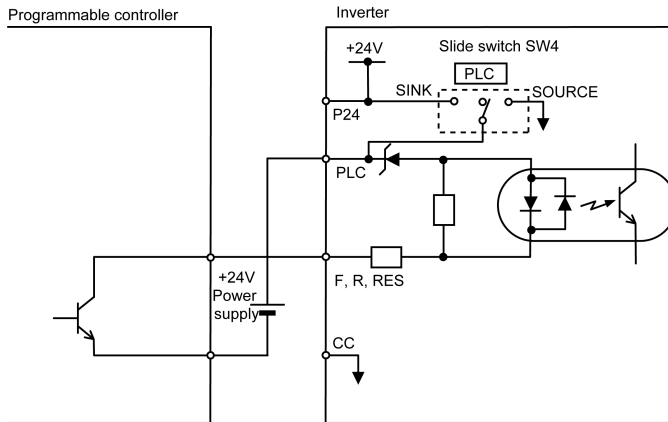 Programmable controller
Inverter
+24V
Slide switch SW4
PLC
SINK
SOURCE
P24
PLC
+24V
Power
supply
F, R, RES
CC